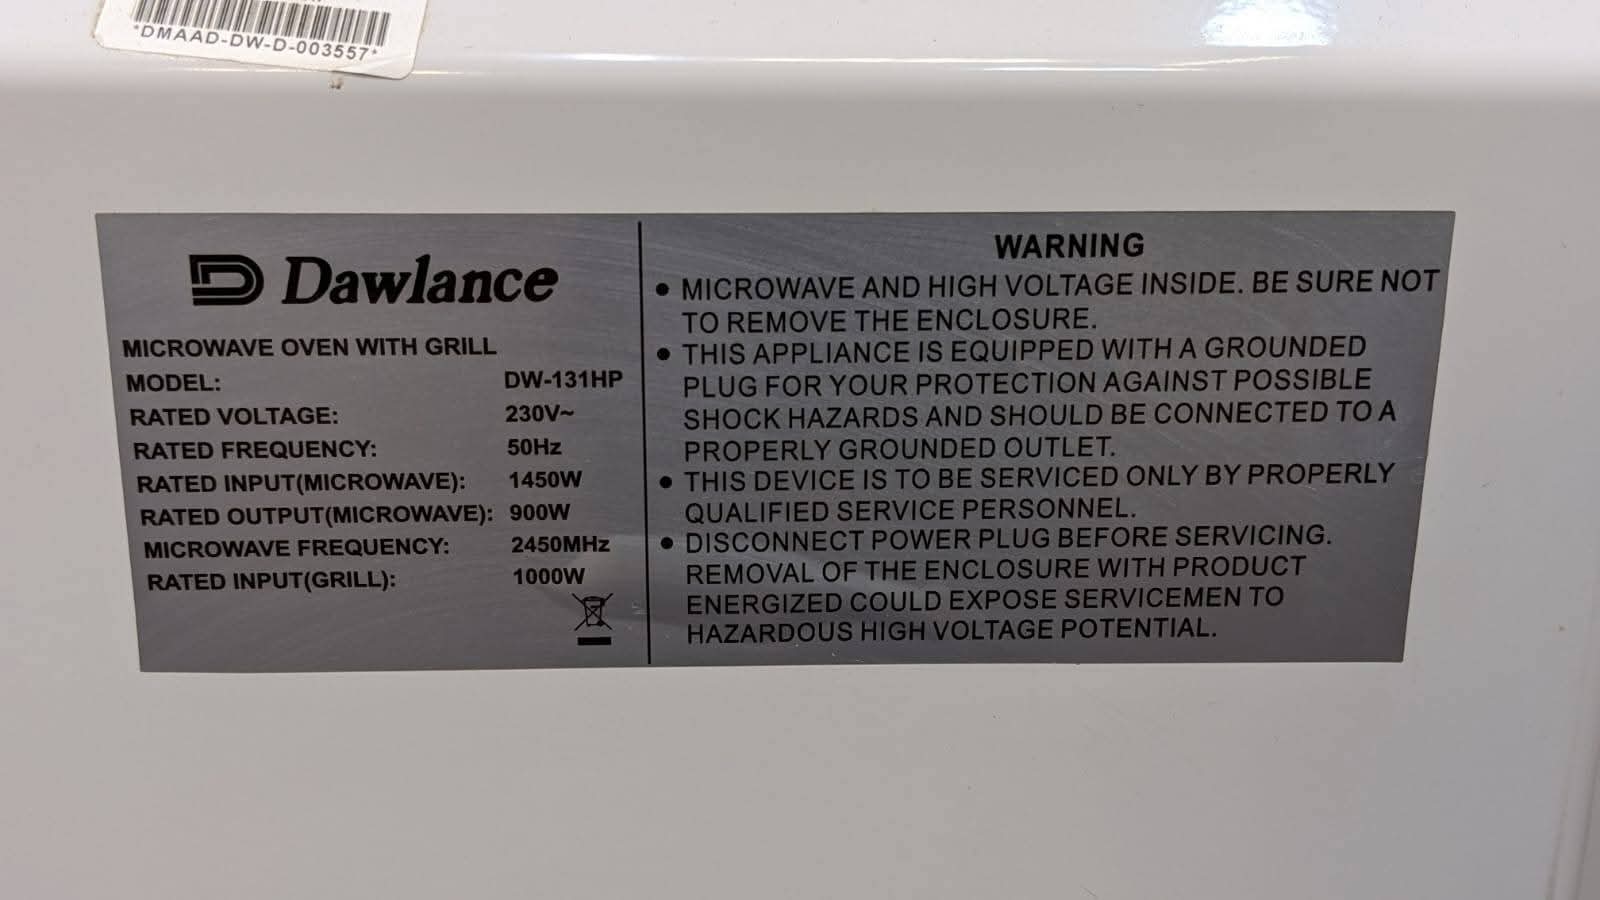 *DMAAD-DW-D-003557*
Dawlance
MICROWAVE OVEN WITH GRILL
MODEL: DW-131HP
RATED VOLTAGE: 230V~
RATED FREQUENCY: 50Hz
RATED INPUT(MICROWAVE): 1450W
RATED OUTPUT(MICROWAVE): 900W
MICROWAVE FREQUENCY: 2450MHz
RATED INPUT(GRILL): 1000W
WARNING
• MICROWAVE AND HIGH VOLTAGE INSIDE. BE SURE NOT
TO REMOVE THE ENCLOSURE.
• THIS APPLIANCE IS EQUIPPED WITH A GROUNDED
PLUG FOR YOUR PROTECTION AGAINST POSSIBLE
SHOCK HAZARDS AND SHOULD BE CONNECTED TO A
PROPERLY GROUNDED OUTLET.
• THIS DEVICE IS TO BE SERVICED ONLY BY PROPERLY
QUALIFIED SERVICE PERSONNEL.
• DISCONNECT POWER PLUG BEFORE SERVICING.
REMOVAL OF THE ENCLOSURE WITH PRODUCT
ENERGIZED COULD EXPOSE SERVICEMEN TO
HAZARDOUS HIGH VOLTAGE POTENTIAL.